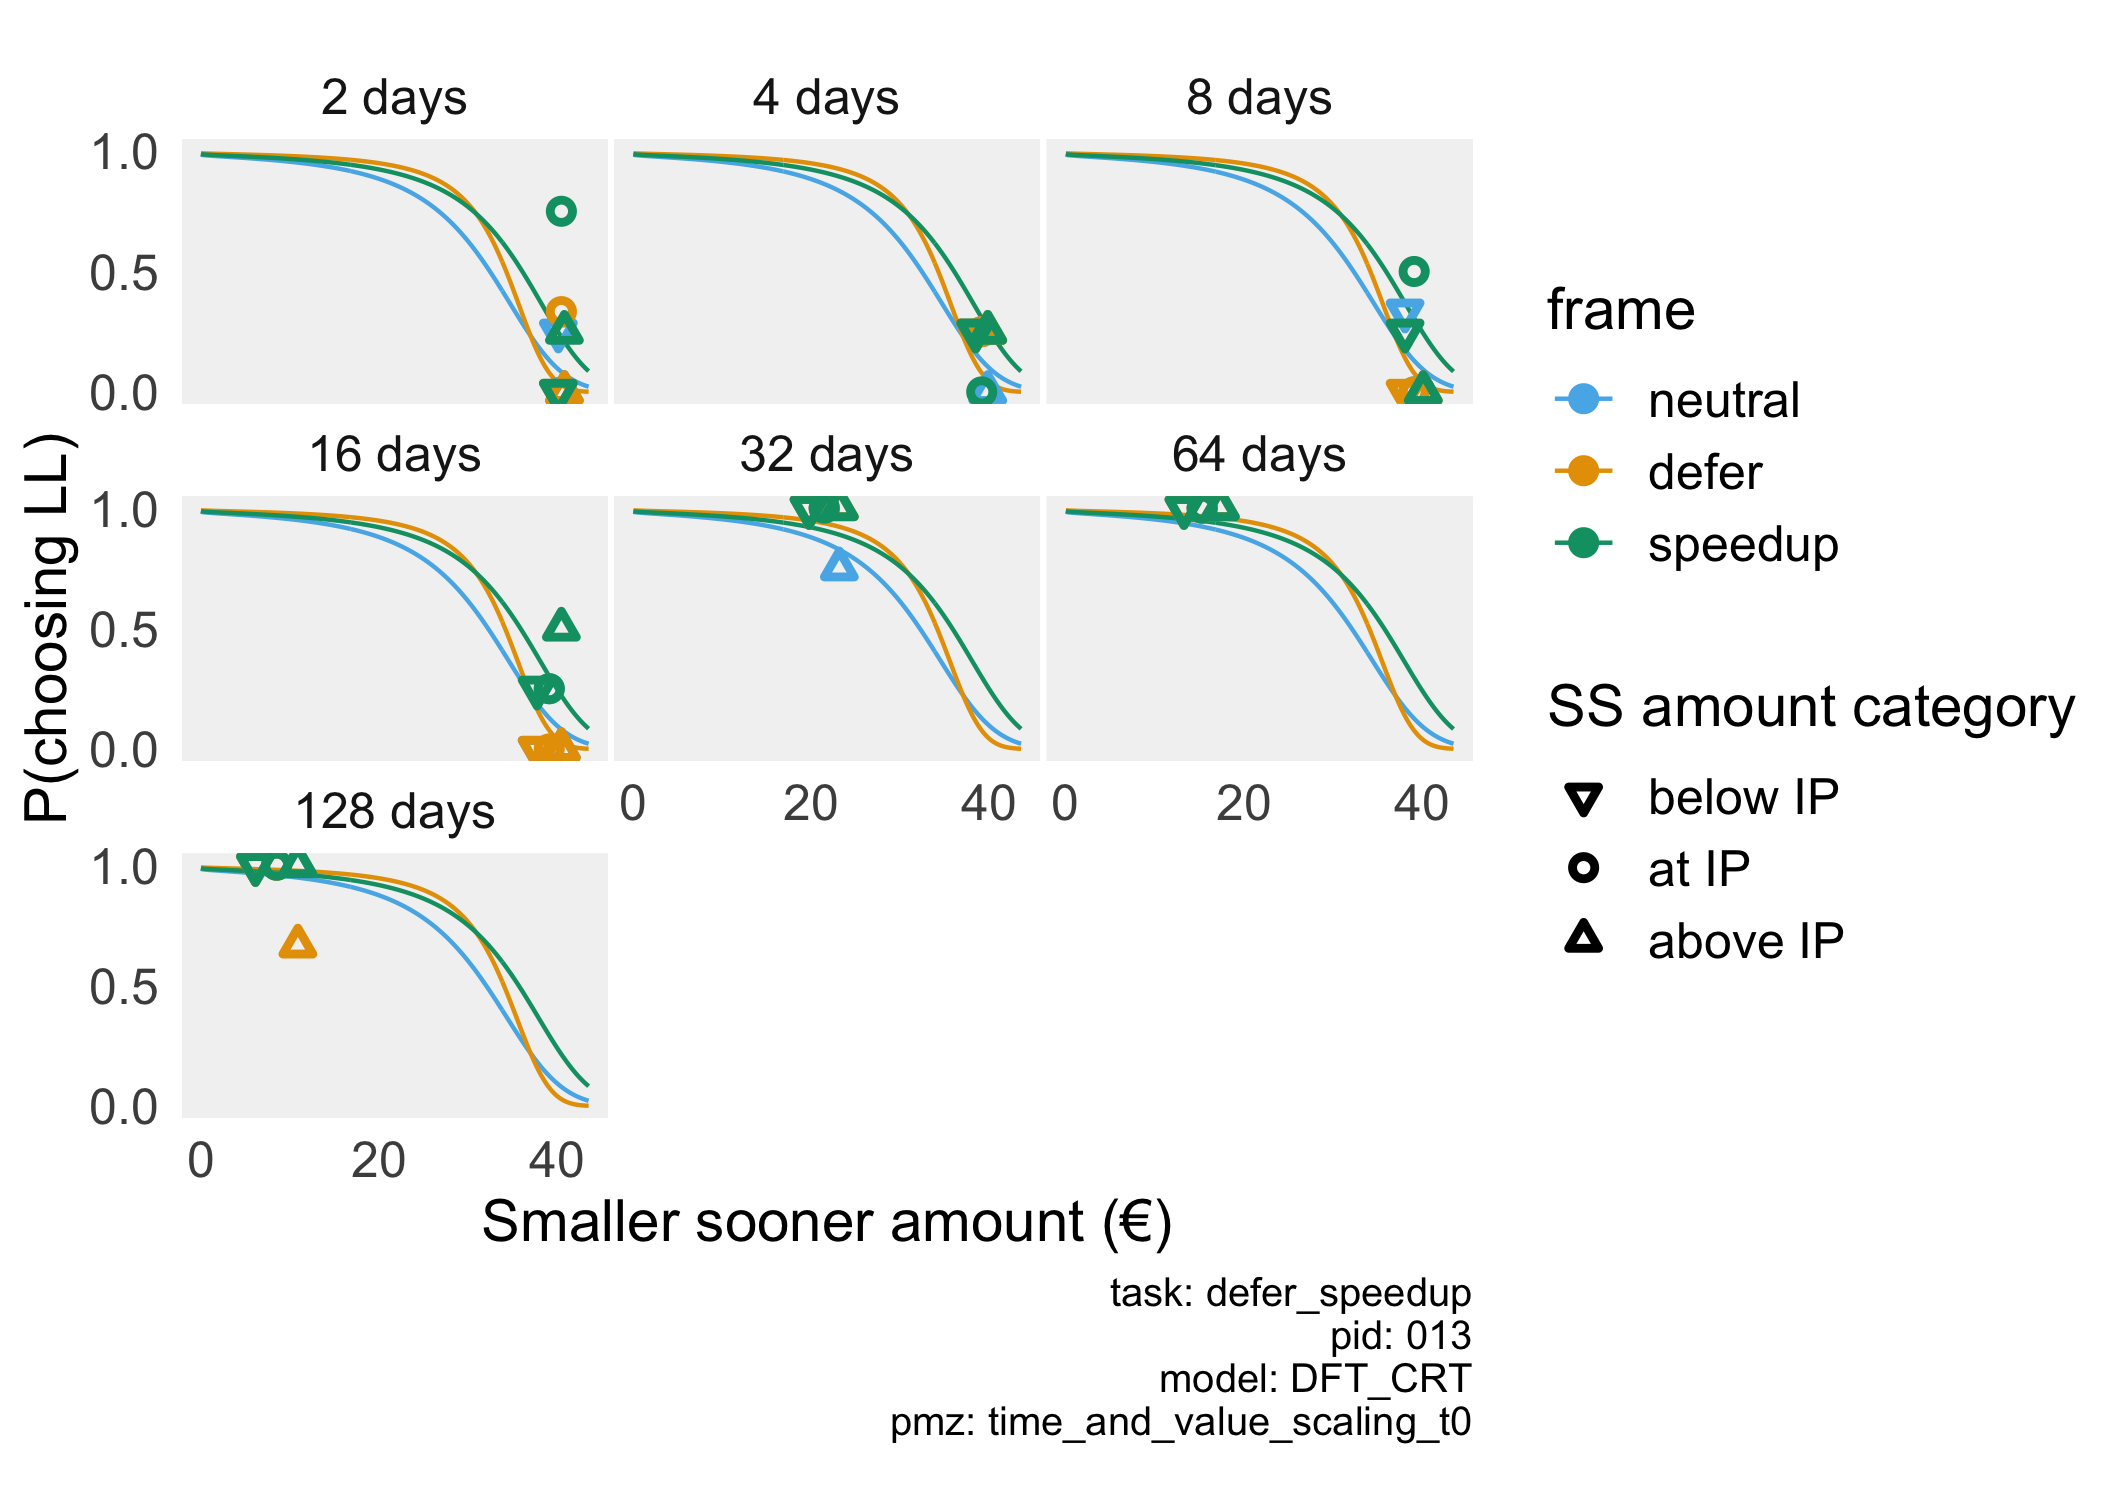 2 days
4 days
8 days
1.0
0.5
0.0
16 days
32 days
64 days
1.0
0.5
0.0
0
20
40
0
20
40
128 days
1.0
0.5
0.0
0
20
40
P(choosing LL)
Smaller sooner amount (€)
frame
neutral
defer
speedup
SS amount category
below IP
at IP
above IP
task: defer_speedup
pid: 013
model: DFT_CRT
pmz: time_and_value_scaling_t0